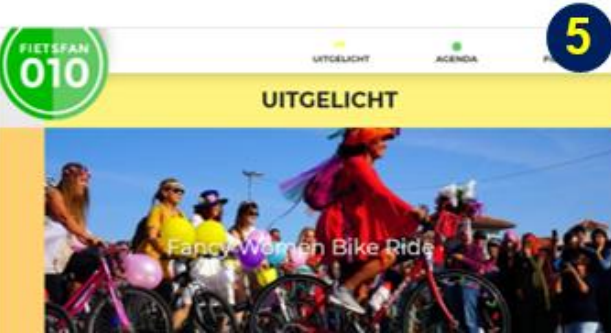 5
FIETSFAN
010
UITGELICHT
AGENDA
UITGELICHT
Fancy Women Bike Ride